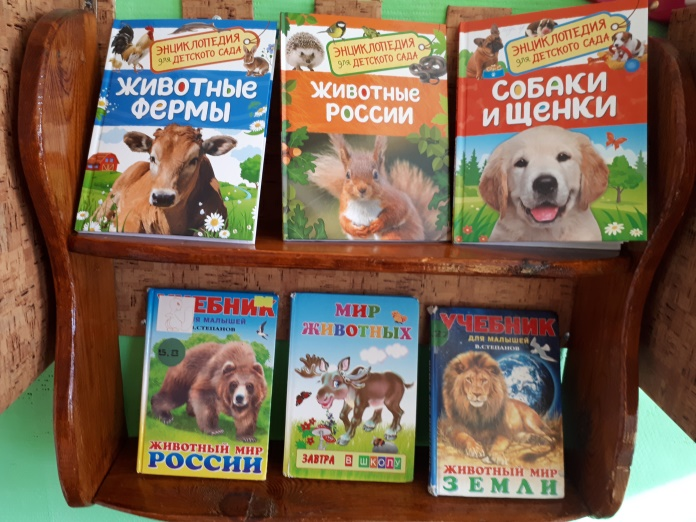 ЭНЦИКЛОПЕДИЯ
для ДЕТСКОГО САДА
ЖИВОТНЫЕ
ФЕРМЫ
ЭНЦИКЛОПЕДИЯ
для ДЕТСКОГО САДА
ЖИВОТНЫЕ
РОССИИ
ЭНЦИКЛОПЕДИЯ
для ДЕТСКОГО САДА
СОБАКИ
И ЩЕНКИ
УЧЕБНИК
ДЛЯ МАЛЫШЕЙ
В.СТЕПАНОВ
ЖИВОТНЫЙ МИР
РОССИИ
МИР
ЖИВОТНЫХ
ЗАВТРА В ШКОЛУ
УЧЕБНИК
ДЛЯ МАЛЫШЕЙ
В.СТЕПАНОВ
ЖИВОТНЫЙ МИР
ЗЕМЛИ